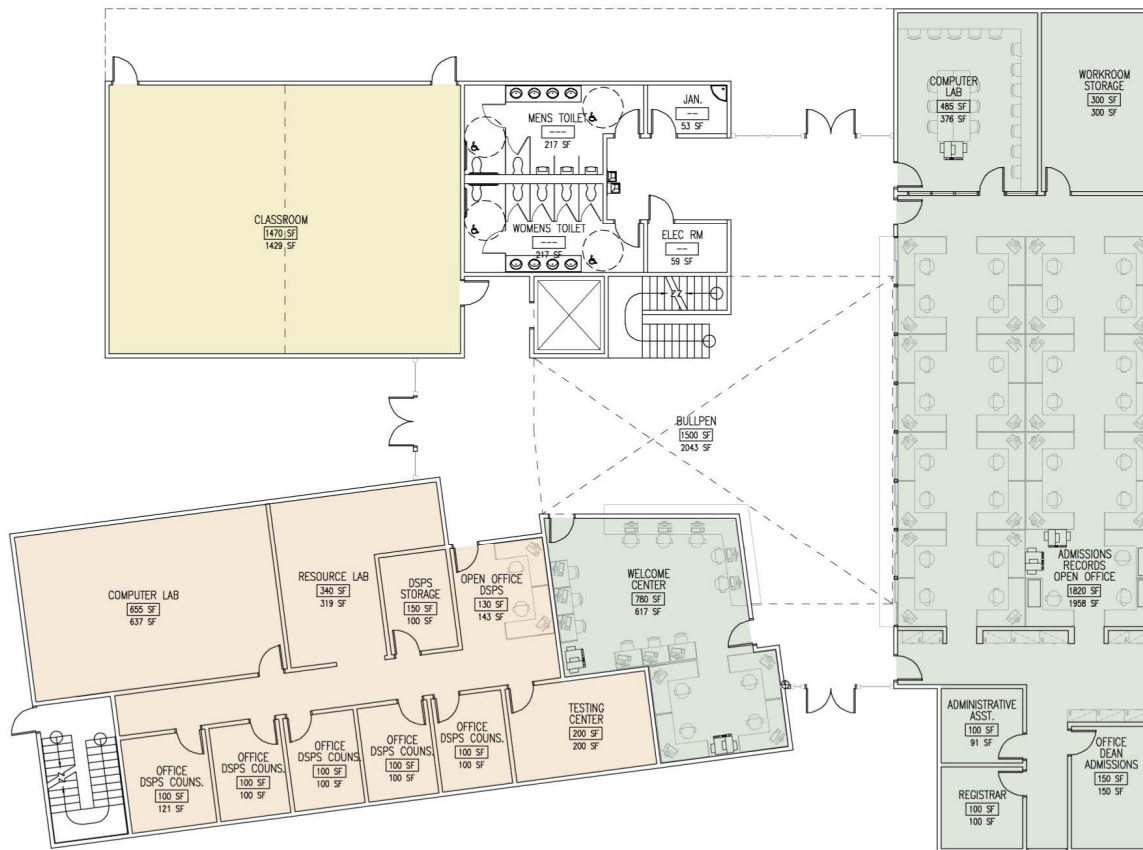 COMPUTER
LAB
485 SF
376 SF
WORKROOM
STORAGE
300 SF
300 SF
JAN.
--
53 SF
MENS TOILET
---
217 SF
CLASSROOM
1470 SF
1429 SF
WOMENS TOILET
---
217 SF
ELEC RM
--
59 SF
BULLPEN
1500 SF
2043 SF
ADMISSIONS
RECORDS
OPEN OFFICE
1820 SF
1958 SF
COMPUTER LAB
655 SF
637 SF
RESOURCE LAB
340 SF
319 SF
DSPS
STORAGE
150 SF
100 SF
OPEN OFFICE
DSPS
130 SF
143 SF
WELCOME
CENTER
780 SF
617 SF
TESTING
CENTER
200 SF
200 SF
OFFICE
DSPS COUNS.
100 SF
121 SF
OFFICE
DSPS COUNS.
100 SF
100 SF
OFFICE
DSPS COUNS.
100 SF
100 SF
OFFICE
DSPS COUNS.
100 SF
100 SF
OFFICE
DSPS COUNS.
100 SF
100 SF
ADMINISTRATIVE
ASST.
100 SF
91 SF
OFFICE
DEAN
ADMISSIONS
150 SF
150 SF
REGISTRAR
100 SF
100 SF